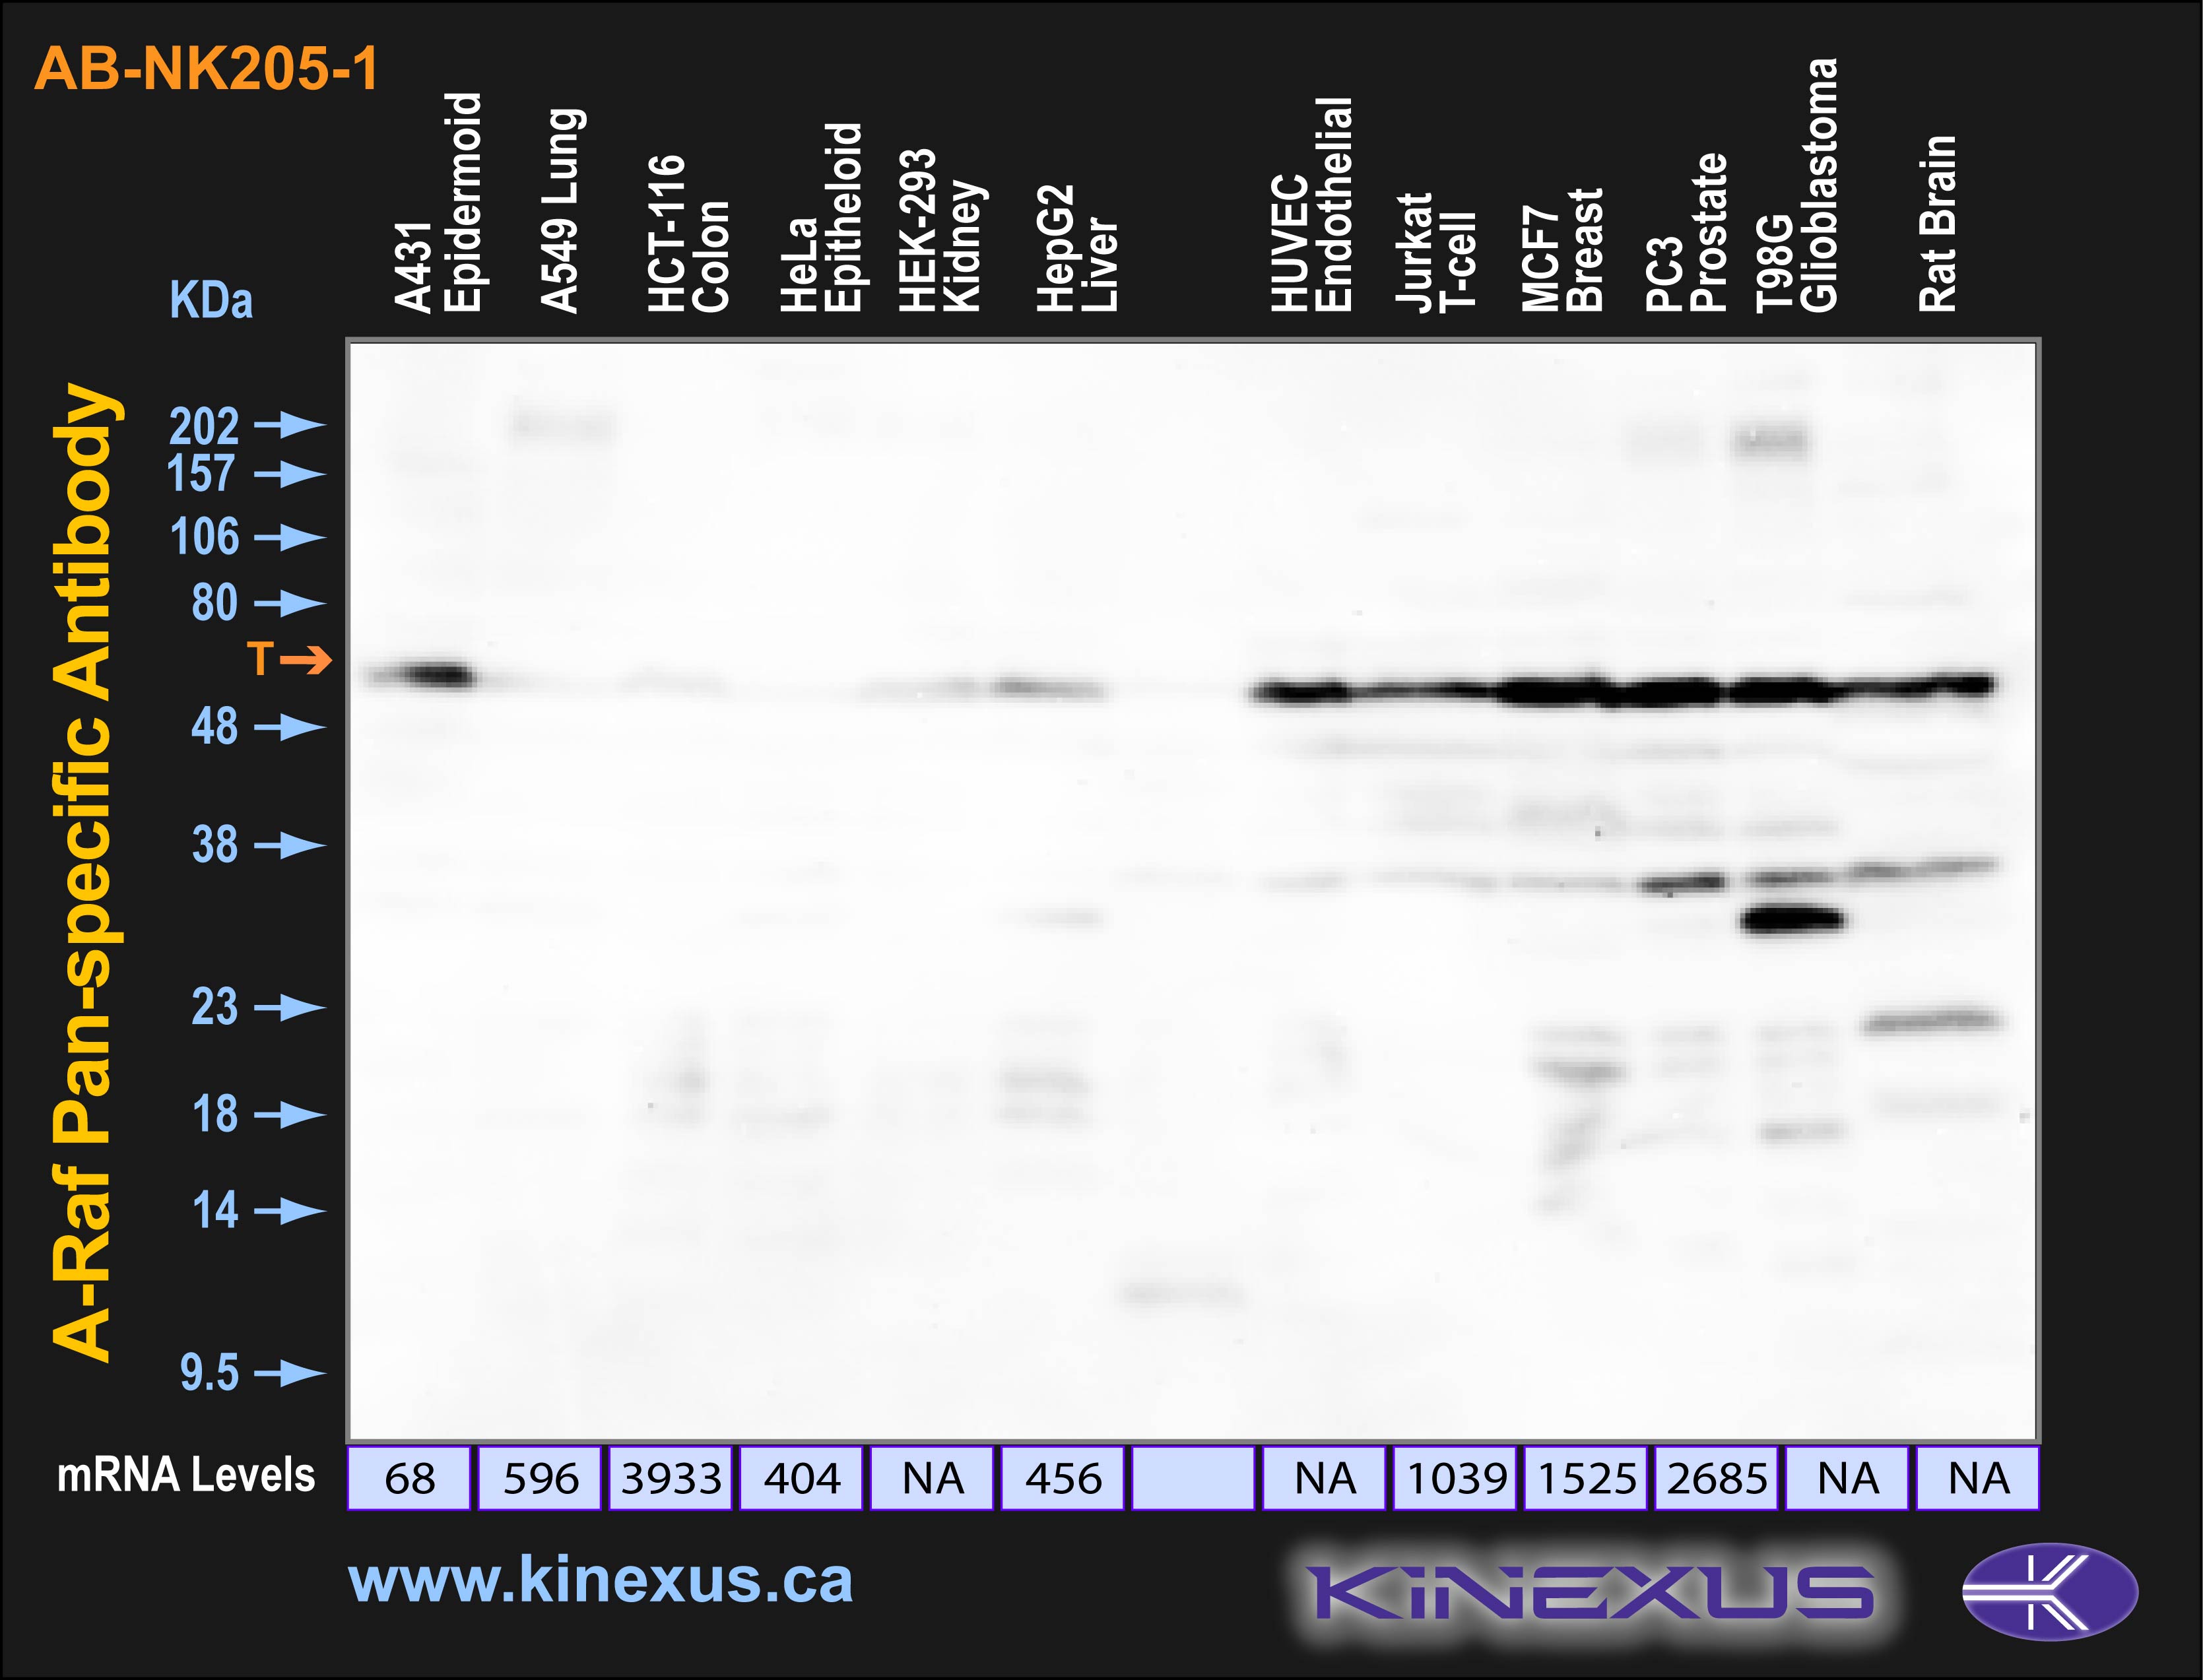 AB-NK205-1
A431
Epidermoid
A549 Lung
HCT-116
Colon
HeLa
Epitheloid
HEK-293
Kidney
HepG2
Liver
HUVEC
Endothelial
Jurkat
T-cell
MCF7
Breast
PC3
Prostate
T98G
Glioblastoma
Rat Brain
KDa
A-Raf Pan-specific Antibody
202
157
106
80
T
48
38
23
18
14
9.5
mRNA Levels 68 596 3933 404 NA 456 NA 1039 1525 2685 NA NA
www.kinexus.ca
KiNEXUS
K